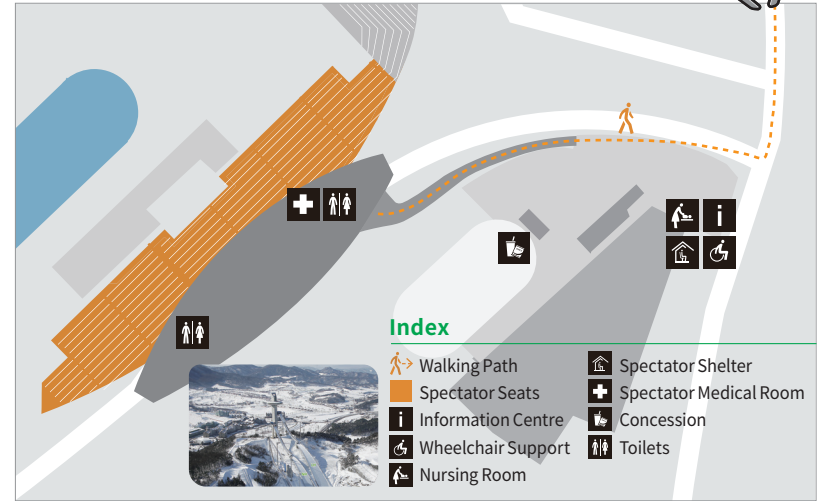 Index
Walking Path
Spectator Seats
Information Centre
Wheelchair Support
Nursing Room
Spectator Shelter
Spectator Medical Room
Concession
Toilets